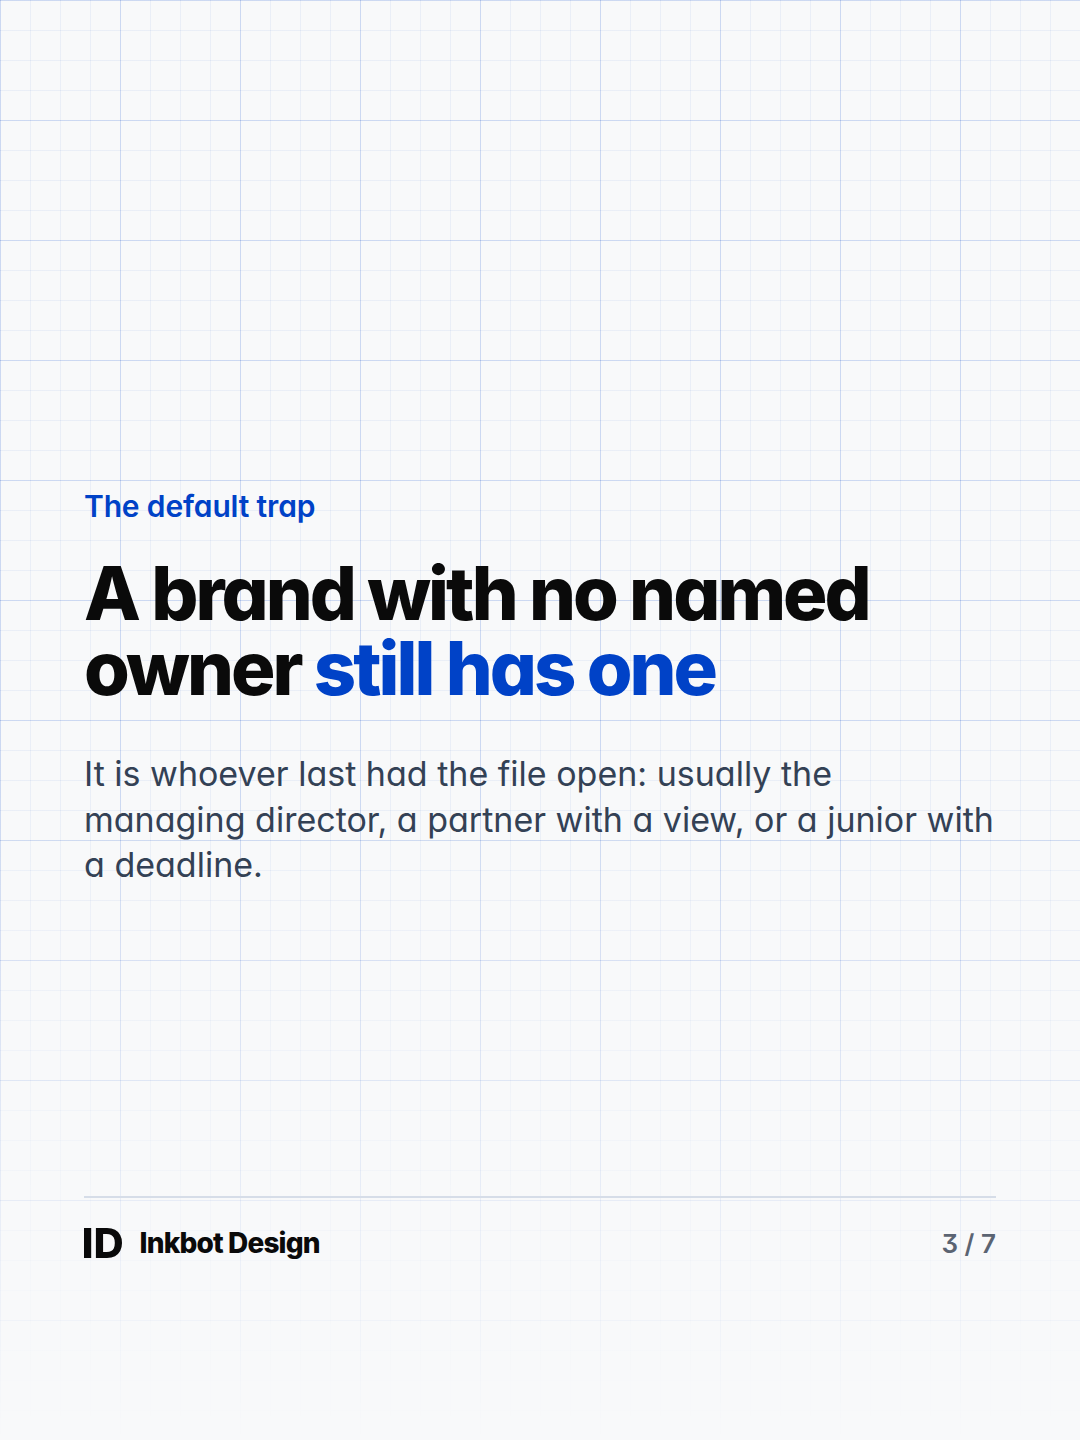 The default trap
A brand with no named
owner still has one
It is whoever last had the file open: usually the
managing director, a partner with a view, or a junior with
a deadline.
ID Inkbot Design
3 / 7